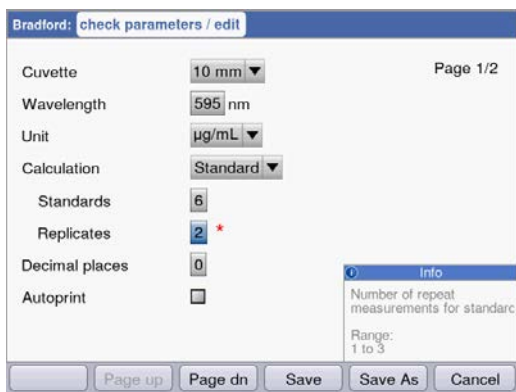 Bradford: check parameters / edit
Cuvette 10 mm Page 1/2
Wavelength 595 nm
Unit µg/mL
Calculation Standard
Standards 6
Replicates 2 *
Decimal places 0
Autoprint
Info
Number of repeat
measurements for standarc
Range:
1 to 3
Page up Page dn Save Save As Cancel